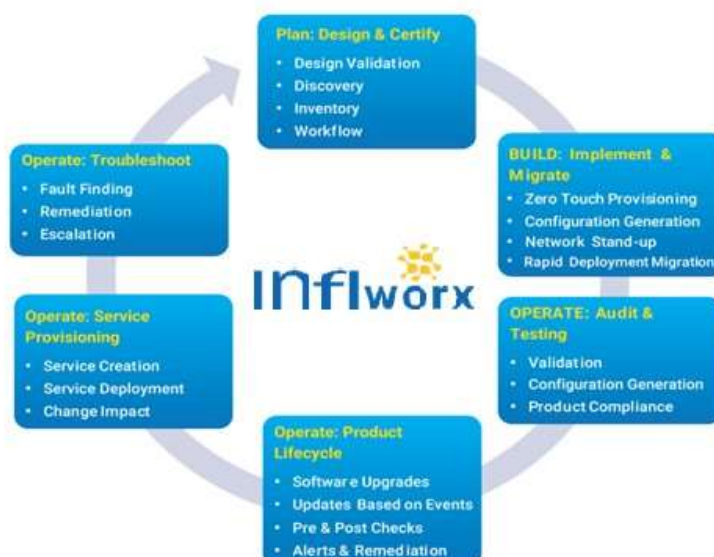 Plan: Design & Certify
• Design Validation
• Discovery
• Inventory
• Workflow
BUILD: Implement &
Migrate
• Zero Touch Provisioning
• Configuration Generation
• Network Stand-up
• Rapid Deployment Migration
OPERATE: Audit &
Testing
• Validation
• Configuration Generation
• Product Compliance
Operate: Product
Lifecycle
• Software Upgrades
• Updates Based on Events
• Pre & Post Checks
• Alerts & Remediation
Operate: Service
Provisioning
• Service Creation
• Service Deployment
• Change Impact
Operate: Troubleshoot
• Fault Finding
• Remediation
• Escalation
Inflworx